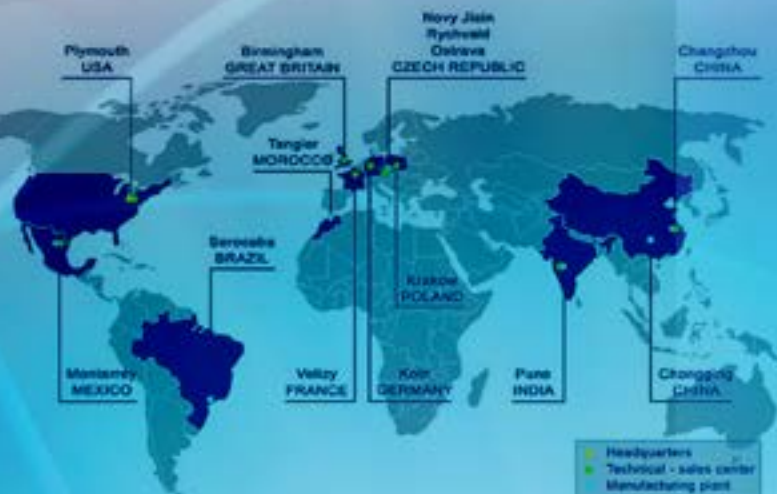 Novy Jisin
Rychvald
Ostrava
CZECH REPUBLIC
Plymouth
USA
Birmingham
GREAT BRITAIN
Changzhou
CHINA
Tangier
MOROCCO
Sorocaba
BRAZIL
Krakow
POLAND
Monterrey
MEXICO
Velizy
FRANCE
Koln
GERMANY
Pune
INDIA
Chongqing
CHINA
Headquarters
Technical - sales center
Manufacturing plant